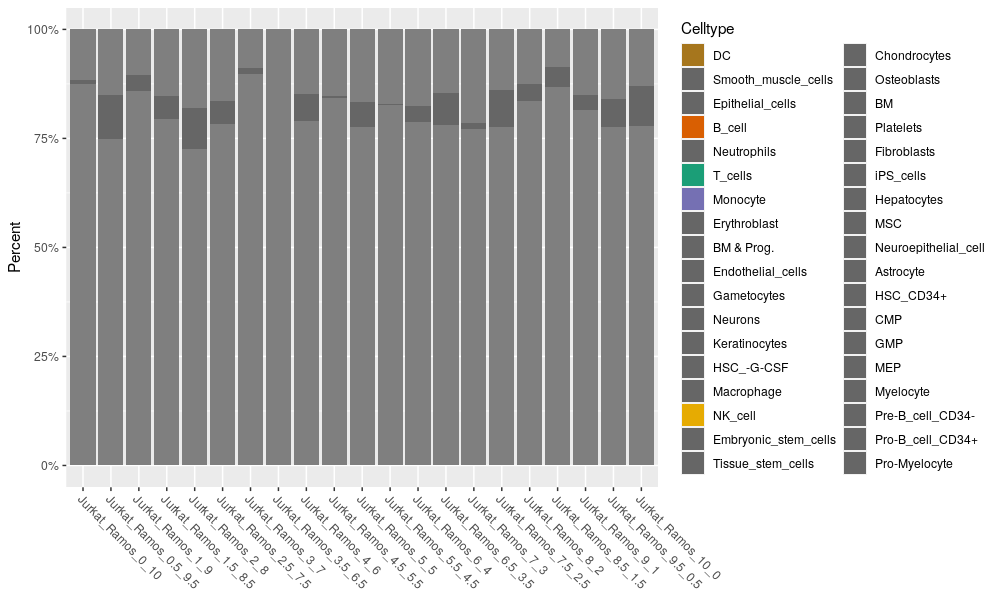 Celltype
DC
Smooth_muscle_cells
Epithelial_cells
B_cell
Neutrophils
T_cells
Monocyte
Erythroblast
BM & Prog.
Endothelial_cells
Gametocytes
Neurons
Keratinocytes
HSC_-G-CSF
Macrophage
NK_cell
Embryonic_stem_cells
Tissue_stem_cells
Chondrocytes
Osteoblasts
BM
Platelets
Fibroblasts
iPS_cells
Hepatocytes
MSC
Neuroepithelial_cell
Astrocyte
HSC_CD34+
CMP
GMP
MEP
Myelocyte
Pre-B_cell_CD34-
Pro-B_cell_CD34+
Pro-Myelocyte
Percent
100%
75%
50%
25%
0%
Jurkat_Ramos_0_10
Jurkat_Ramos_0.5_9.5
Jurkat_Ramos_1_9
Jurkat_Ramos_1.5_8.5
Jurkat_Ramos_2_8
Jurkat_Ramos_2.5_7.5
Jurkat_Ramos_3_7
Jurkat_Ramos_3.5_6.5
Jurkat_Ramos_4_6
Jurkat_Ramos_4.5_5.5
Jurkat_Ramos_5_5
Jurkat_Ramos_5.5_4.5
Jurkat_Ramos_6_4
Jurkat_Ramos_6.5_3.5
Jurkat_Ramos_7_3
Jurkat_Ramos_7.5_2.5
Jurkat_Ramos_8_2
Jurkat_Ramos_8.5_1.5
Jurkat_Ramos_9_1
Jurkat_Ramos_9.5_0.5
Jurkat_Ramos_10_0